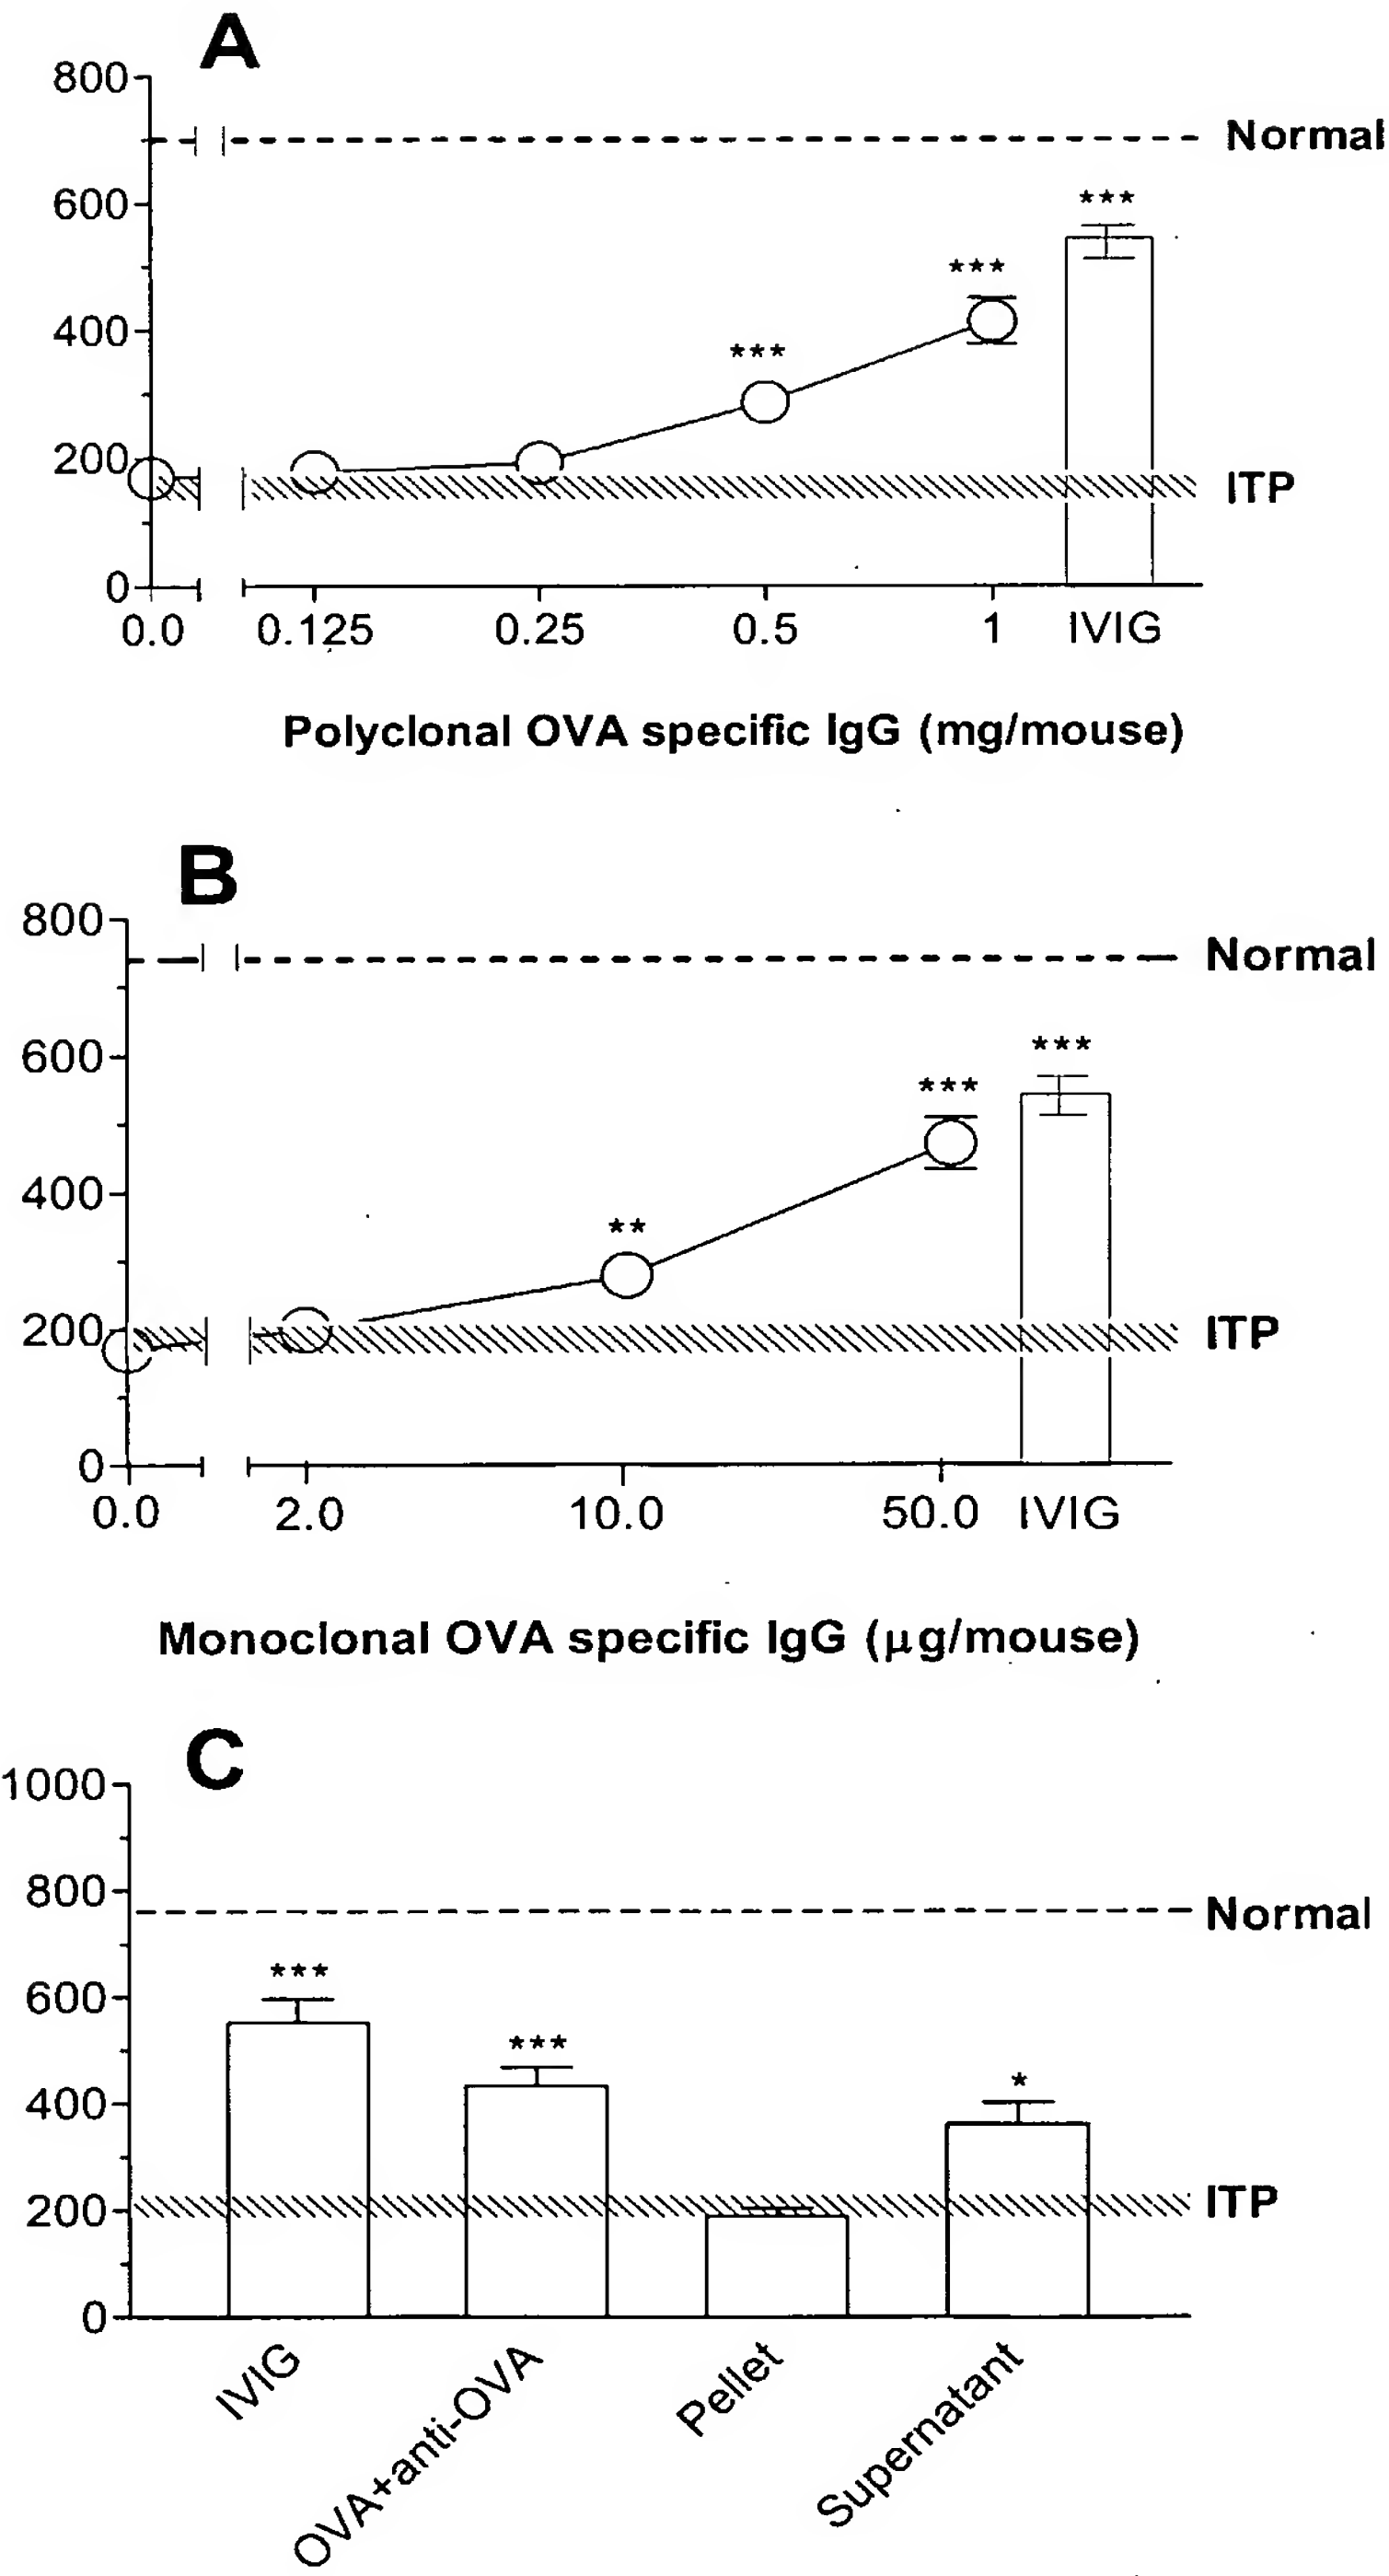 A
800
Normal
600
***
***
400
***
200
ITP
0
0.0 0.125 0.25 0.5 1 IVIG
Polyclonal OVA specific IgG (mg/mouse)
B
800
Normal
600
***
***
400
**
200
ITP
0
0.0 2.0 10.0 50.0 IVIG
Monoclonal OVA specific IgG (μg/mouse)
C
1000
800
Normal
600
***
***
400
*
200
ITP
0
IVIG
OVA+anti-OVA
Pellet
Supernatant